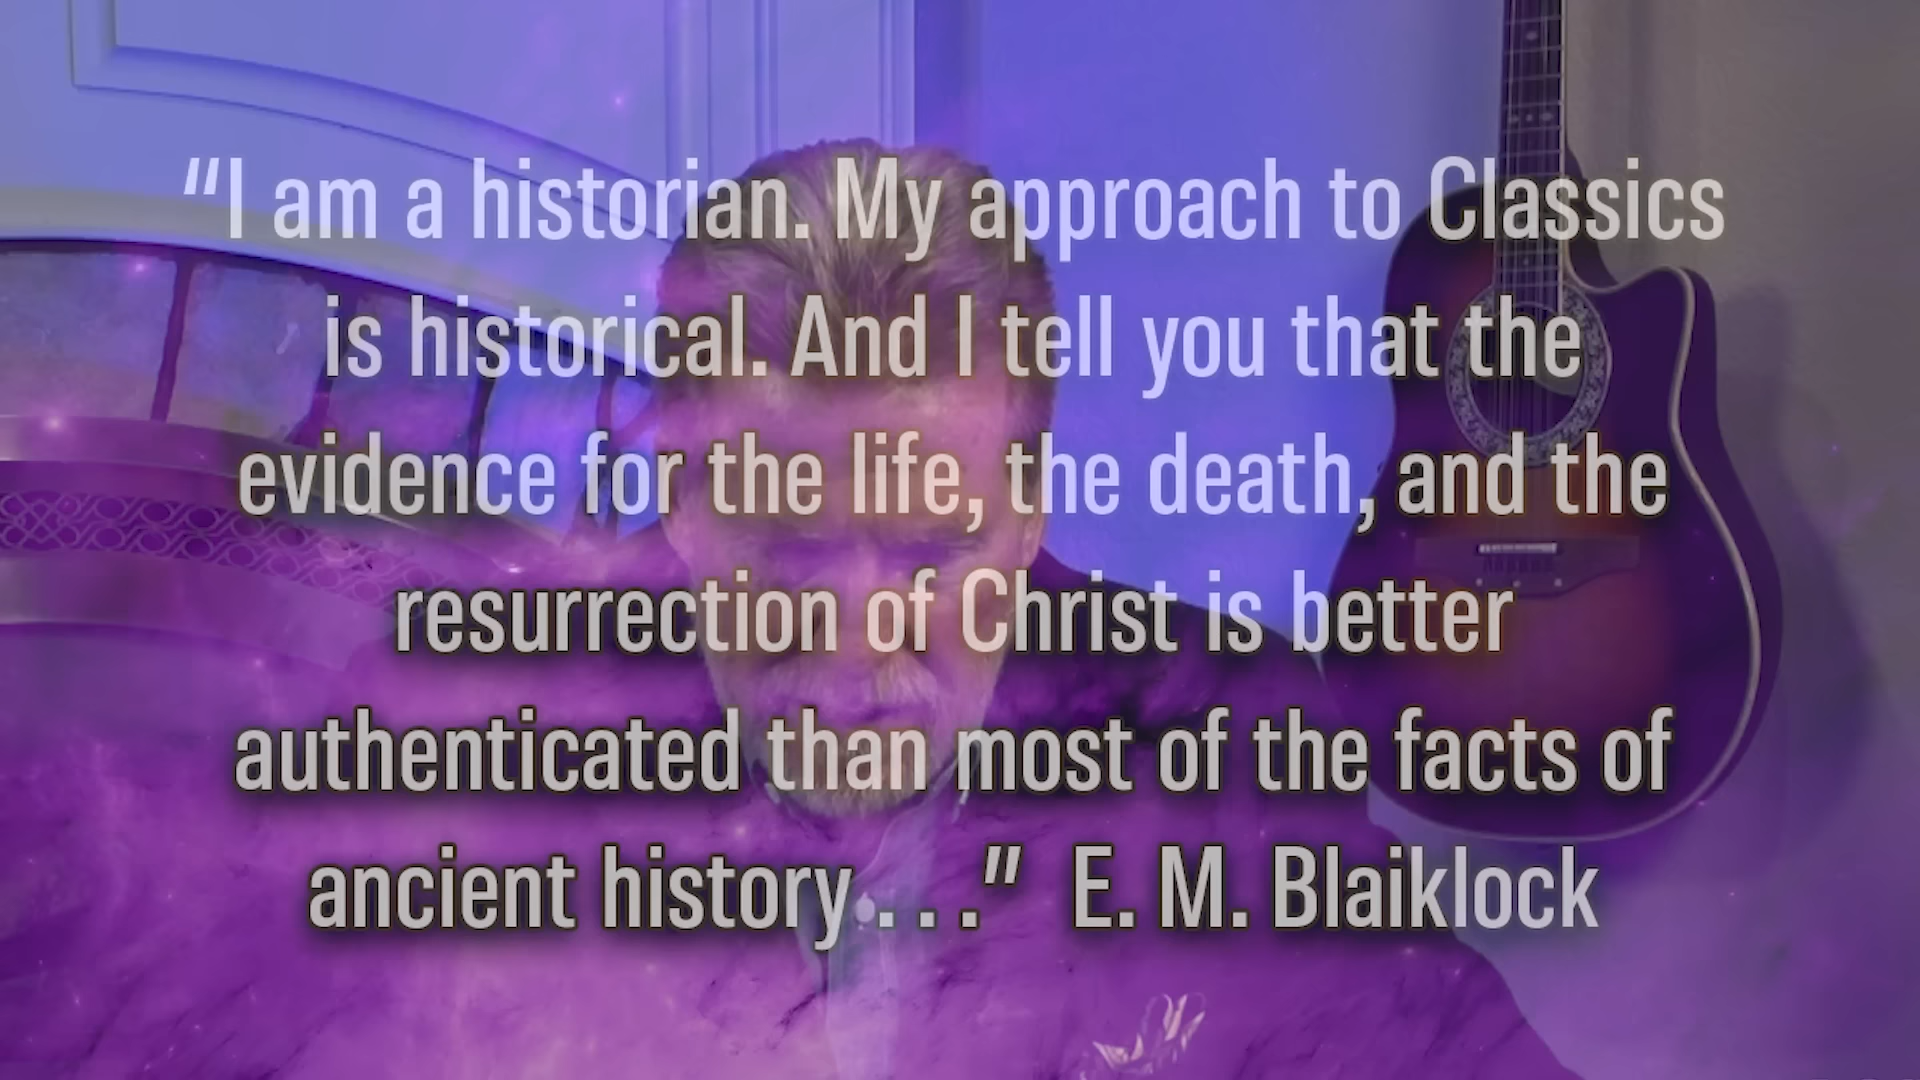 “I am a historian. My approach to Classics
is historical. And I tell you that the
evidence for the life, the death, and the
resurrection of Christ is better
authenticated than most of the facts of
ancient history . . .” E. M. Blaiklock